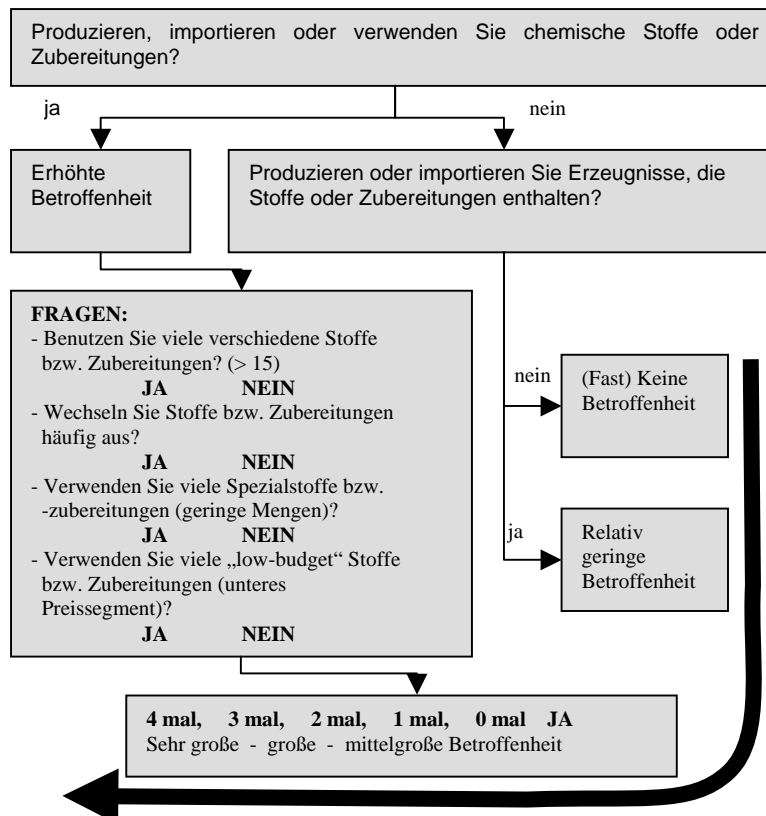 Produzieren, importieren oder verwenden Sie chemische Stoffe oder
Zubereitungen?
ja
nein
Erhöhte
Betroffenheit
Produzieren oder importieren Sie Erzeugnisse, die
Stoffe oder Zubereitungen enthalten?
FRAGEN:
- Benutzen Sie viele verschiedene Stoffe
bzw. Zubereitungen? (> 15)
JA NEIN
- Wechseln Sie Stoffe bzw. Zubereitungen
häufig aus?
JA NEIN
- Verwenden Sie viele Spezialstoffe bzw.
-zubereitungen (geringe Mengen)?
JA NEIN
- Verwenden Sie viele „low-budget“ Stoffe
bzw. Zubereitungen (unteres
Preissegment)?
JA NEIN
nein
(Fast) Keine
Betroffenheit
ja
Relativ
geringe
Betroffenheit
4 mal, 3 mal, 2 mal, 1 mal, 0 mal JA
Sehr große - große - mittelgroße Betroffenheit